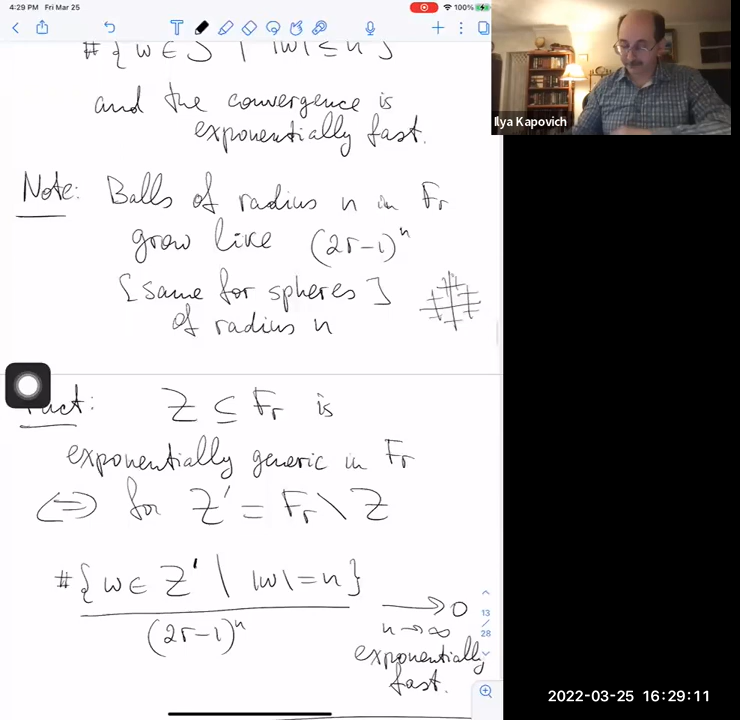 4:29 PM Fri Mar 25
100%
#{w∈S | |w|≤n}
and the convergence is
exponentially fast.
Note: Balls of radius n in Fr
grow like (2r-1)^n
[same for spheres]
of radius n
Fact: Z ⊆ Fr is
exponentially generic in Fr
⇔ for Z' = Fr \ Z
#{w∈ Z' | |w|=n}
(2r-1)^n
→ 0
n→∞
exponentially
fast.
13
/
28
Ilya Kapovich
2022-03-25 16:29:11